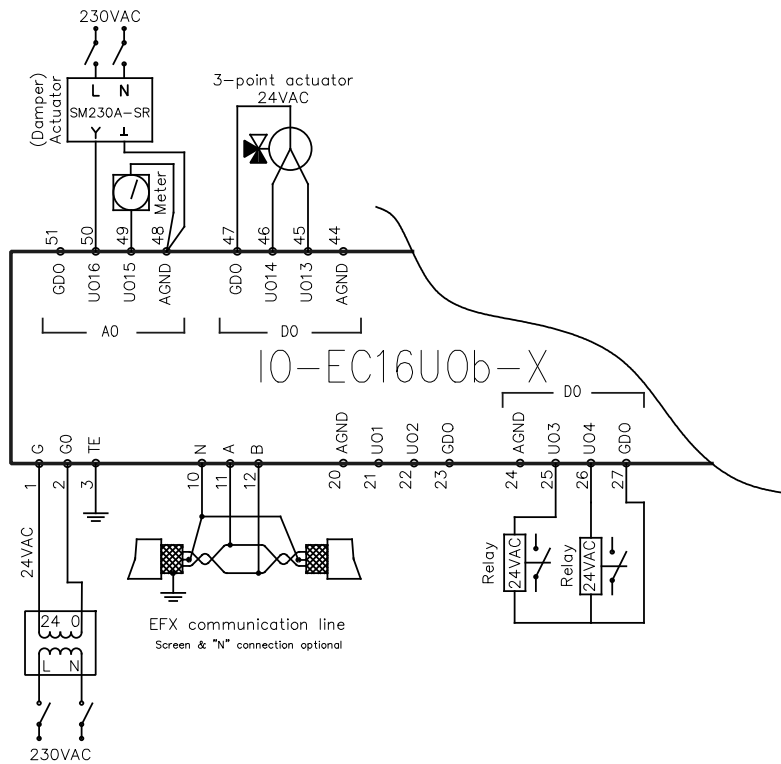 230VAC
L N
SM230A-SR
Y ⊥
(Damper)
Actuator
Meter
3-point actuator
24VAC
51 50 49 48 47 46 45 44
GDO UO16 UO15 AGND GDO UO14 UO13 AGND
AO DO
IO-EC16UOb-X
DO
G G0 TE N A B AGND UO1 UO2 GDO AGND UO3 UO4 GDO
1 2 3 10 11 12 20 21 22 23 24 25 26 27
24VAC
Relay 24VAC Relay 24VAC
24 0
L N
230VAC
EFX communication line
Screen & "N" connection optional